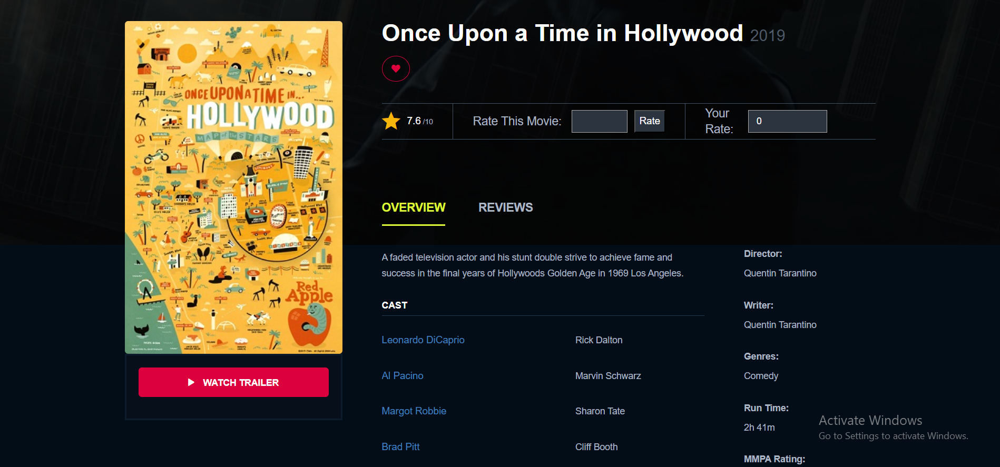 Once Upon a Time in Hollywood 2019
7.6 /10
Rate This Movie:
Rate
Your
Rate:
0
OVERVIEW
REVIEWS
A faded television actor and his stunt double strive to achieve fame and
success in the final years of Hollywoods Golden Age in 1969 Los Angeles.
CAST
Leonardo DiCaprio
Rick Dalton
Al Pacino
Marvin Schwarz
Margot Robbie
Sharon Tate
Brad Pitt
Cliff Booth
Director:
Quentin Tarantino
Writer:
Quentin Tarantino
Genres:
Comedy
Run Time:
2h 41m
MMPA Rating:
ONCE UPON A TIME IN...
HOLLYWOOD
MAP of the STARS
Red
Apple
WATCH TRAILER
Activate Windows
Go to Settings to activate Windows.